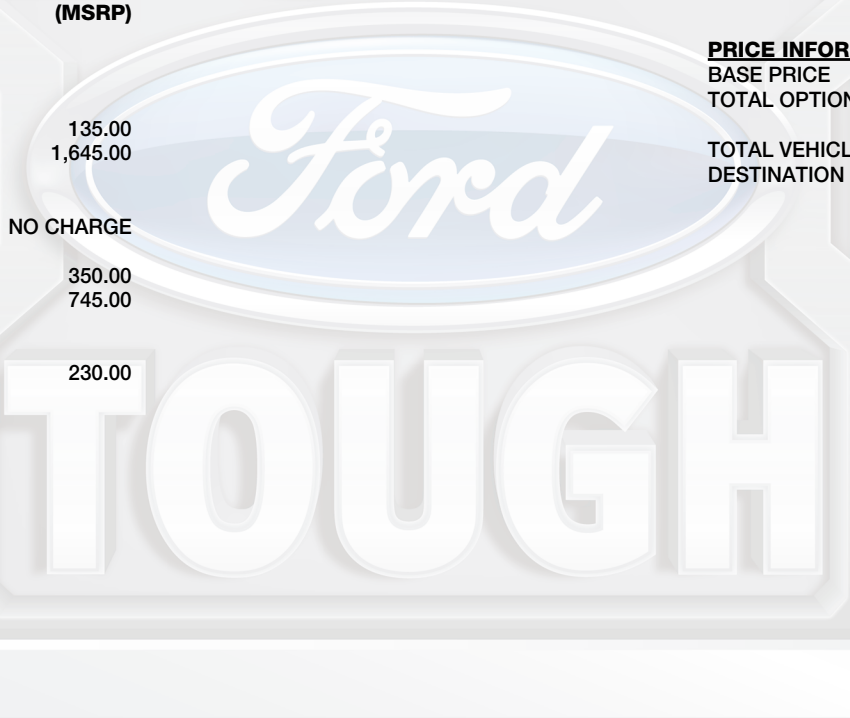 (MSRP)
135.00
1,645.00
NO CHARGE
350.00
745.00
230.00
PRICE INFOR
BASE PRICE
TOTAL OPTION
TOTAL VEHICL
DESTINATION
Ford
TOUGH